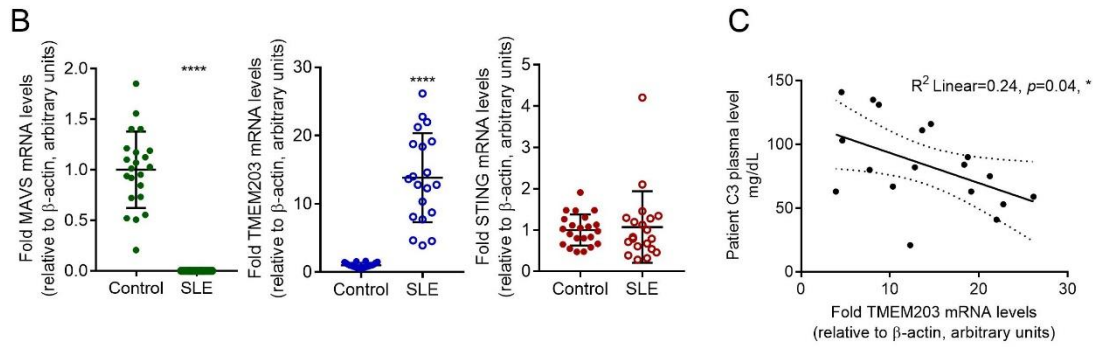 B
Fold MAVS mRNA levels
(relative to β-actin, arbitrary units)
2.0
1.5
1.0
0.5
0.0
****
Control SLE
Fold TMEM203 mRNA levels
(relative to β-actin, arbitrary units)
30
20
10
0
****
Control SLE
Fold STING mRNA levels
(relative to β-actin, arbitrary units)
5
4
3
2
1
0
Control SLE
C
Patient C3 plasma level
mg/dL
150
100
50
0
R² Linear=0.24, p=0.04, *
0 10 20 30
Fold TMEM203 mRNA levels
(relative to β-actin, arbitrary units)